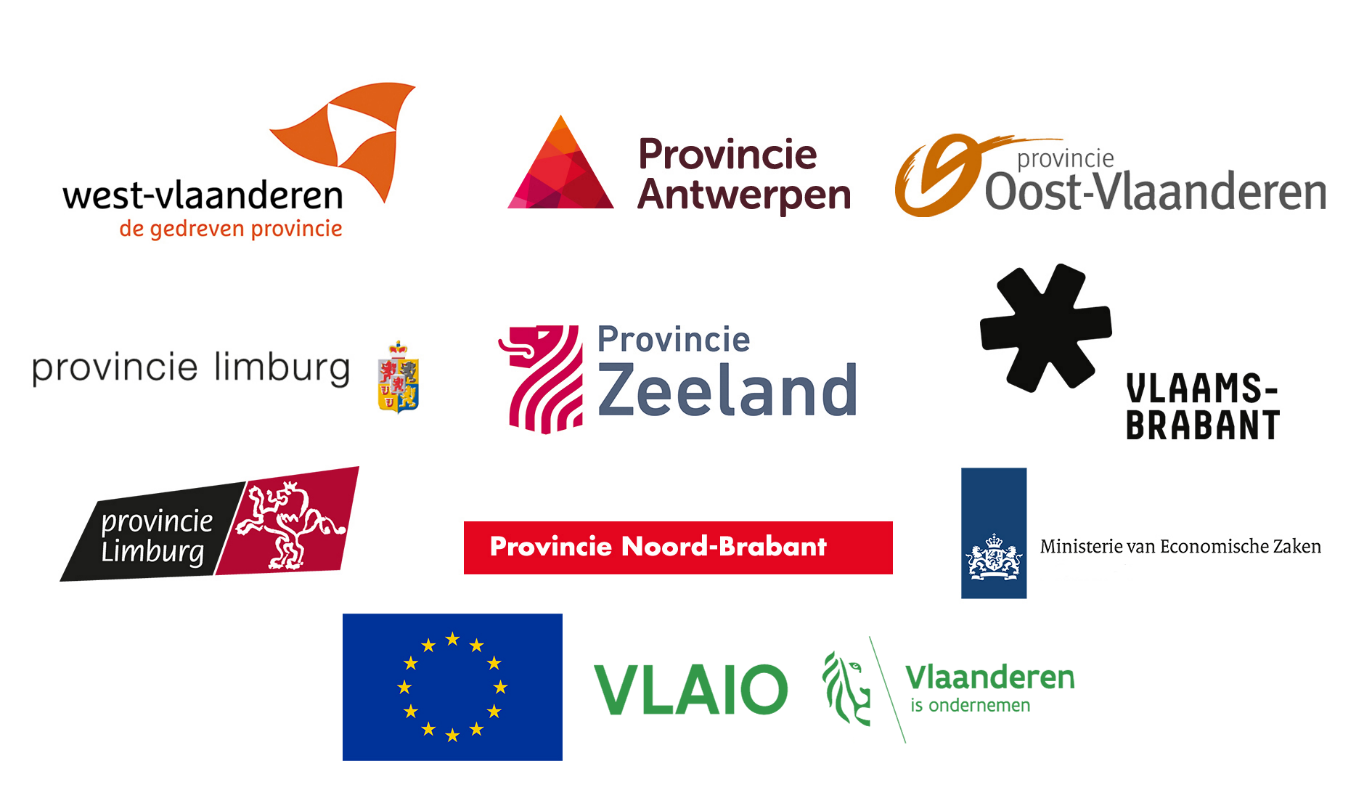 west-vlaanderen
de gedreven provincie
Provincie
Antwerpen
provincie
Oost-Vlaanderen
provincie limburg
Provincie
Zeeland
VLAAMS-
BRABANT
provincie
Limburg
Provincie Noord-Brabant
Ministerie van Economische Zaken
VLAIO
Vlaanderen
is ondernemen